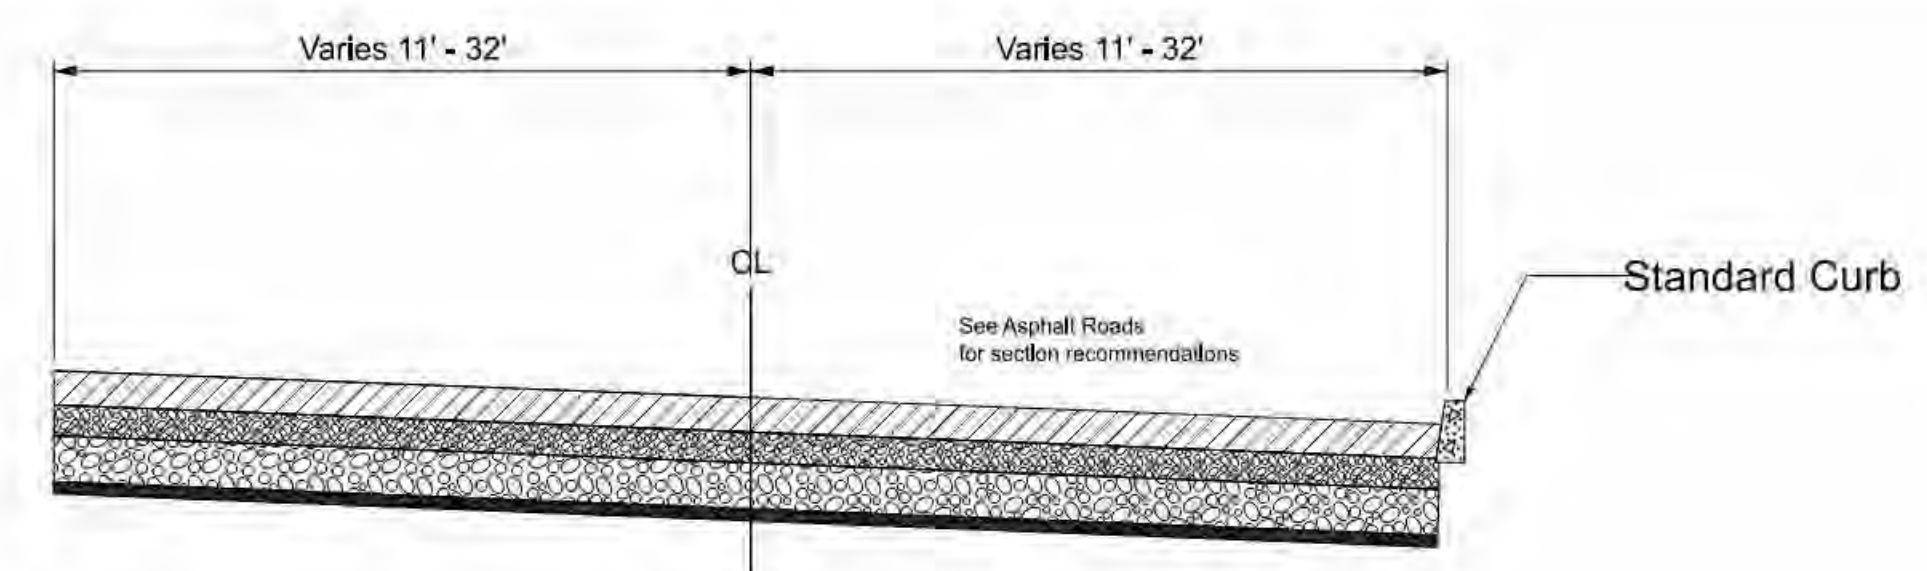 Varies 11' - 32'
Varies 11' - 32'
CL
See Asphalt Roads
for section recommendations
Standard Curb